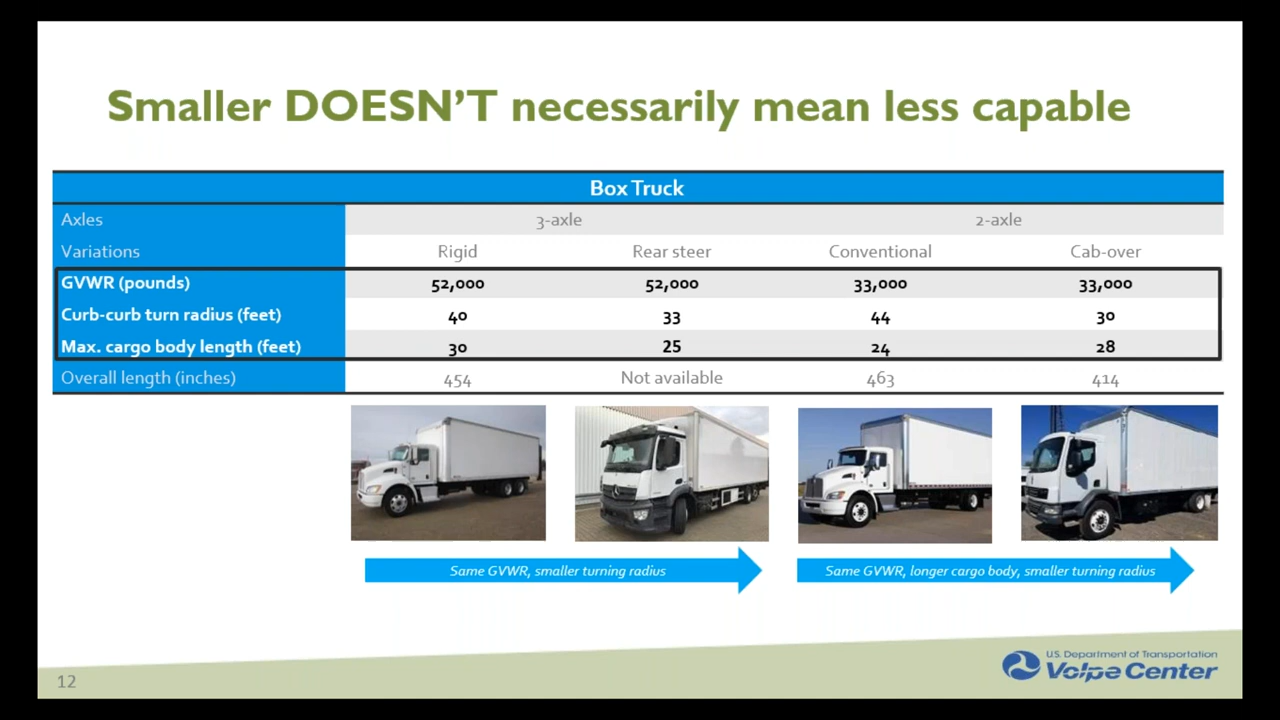 Smaller DOESN'T necessarily mean less capable
Box Truck
Axles 3-axle 2-axle
Variations Rigid Rear steer Conventional Cab-over
GVWR (pounds) 52,000 52,000 33,000 33,000
Curb-curb turn radius (feet) 40 33 44 30
Max. cargo body length (feet) 30 25 24 28
Overall length (inches) 454 Not available 463 414
Same GVWR, smaller turning radius
Same GVWR, longer cargo body, smaller turning radius
12
U.S. Department of Transportation
Volpe Center